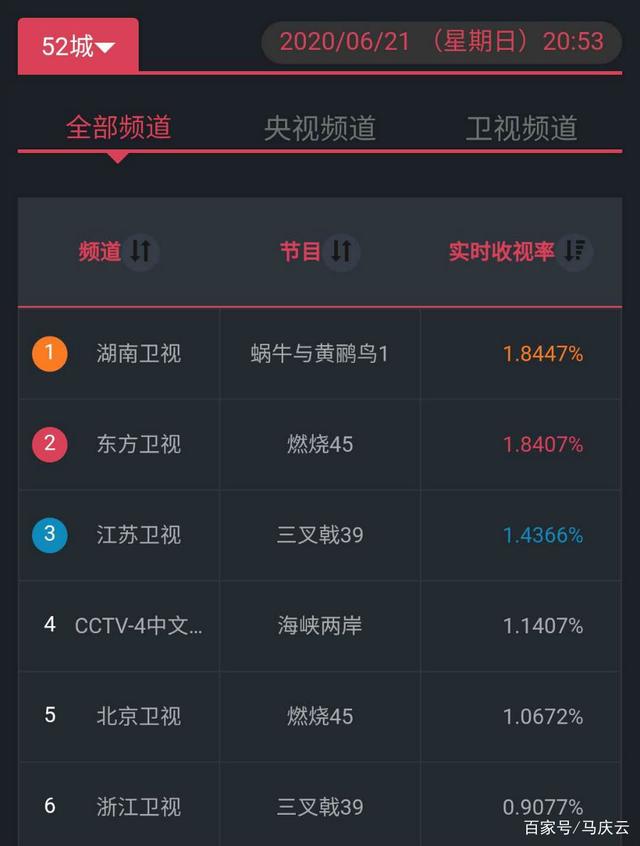 52城
2020/06/21 （星期日）20:53
全部频道 央视频道 卫视频道
频道 节目 实时收视率
1 湖南卫视 蜗牛与黄鹂鸟1 1.8447%
2 东方卫视 燃烧45 1.8407%
3 江苏卫视 三叉戟39 1.4366%
4 CCTV-4中文... 海峡两岸 1.1407%
5 北京卫视 燃烧45 1.0672%
6 浙江卫视 三叉戟39 0.9077%
百家号/马庆云